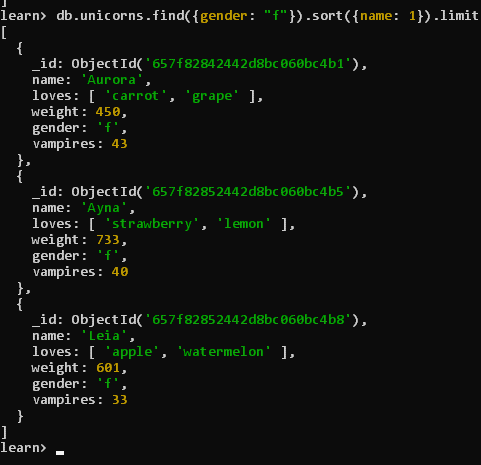 ]
learn> db.unicorns.find({gender: "f"}).sort({name: 1}).limit
[
  {
    _id: ObjectId('657f82842442d8bc060bc4b1'),
    name: 'Aurora',
    loves: [ 'carrot', 'grape' ],
    weight: 450,
    gender: 'f',
    vampires: 43
  },
  {
    _id: ObjectId('657f82852442d8bc060bc4b5'),
    name: 'Ayna',
    loves: [ 'strawberry', 'lemon' ],
    weight: 733,
    gender: 'f',
    vampires: 40
  },
  {
    _id: ObjectId('657f82852442d8bc060bc4b8'),
    name: 'Leia',
    loves: [ 'apple', 'watermelon' ],
    weight: 601,
    gender: 'f',
    vampires: 33
  }
]
learn>